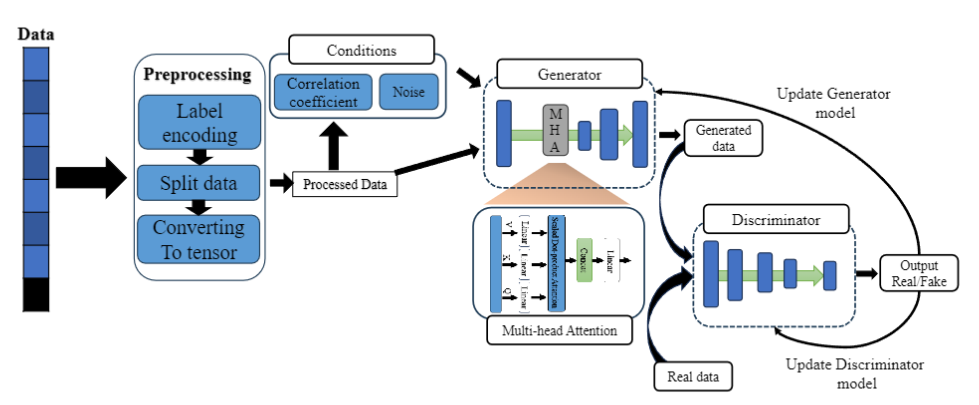 Data
Preprocessing
Label
encoding
Split data
Converting
To tensor
Conditions
Correlation
coefficient
Noise
Processed Data
Generator
M
H
A
Generated
data
Update Generator
model
V
K
Q
Linear
Linear
Linear
Scaled Dot-product Attention
Concat
Linear
Multi-head Attention
Discriminator
Output
Real/Fake
Real data
Update Discriminator
model